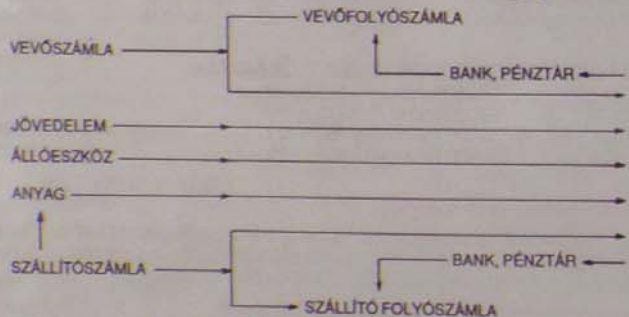 VEVŐFOLYÓSZÁMLA
VEVŐSZÁMLA
BANK, PÉNZTÁR
JÖVEDELEM
ÁLLÓESZKÖZ
ANYAG
SZÁLLÍTÓSZÁMLA
BANK, PÉNZTÁR
SZÁLLÍTÓ FOLYÓSZÁMLA